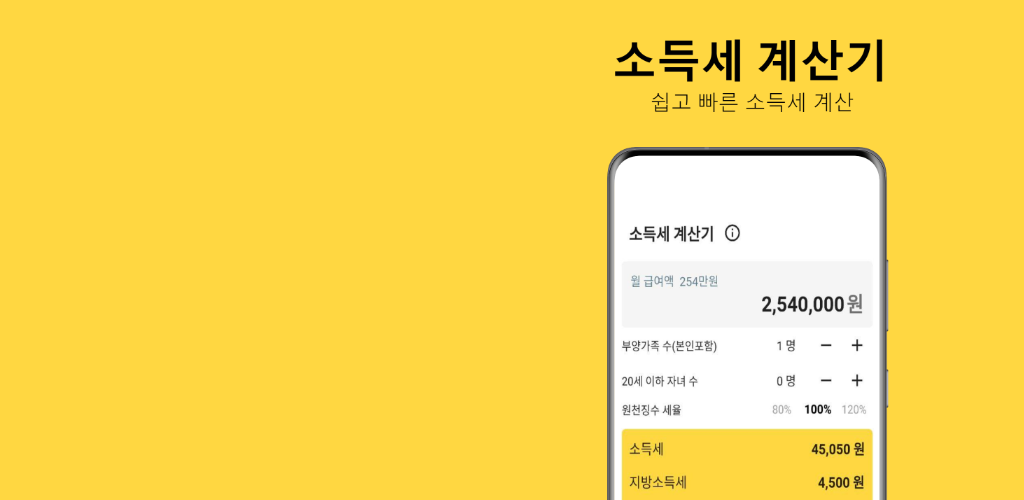 소득세 계산기
쉽고 빠른 소득세 계산
소득세 계산기
월 급여액 254만원
2,540,000원
부양가족 수(본인포함) 1 명 − +
20세 이하 자녀 수 0 명 − +
원천징수 세율 80% 100% 120%
소득세 45,050 원
지방소득세 4,500 원